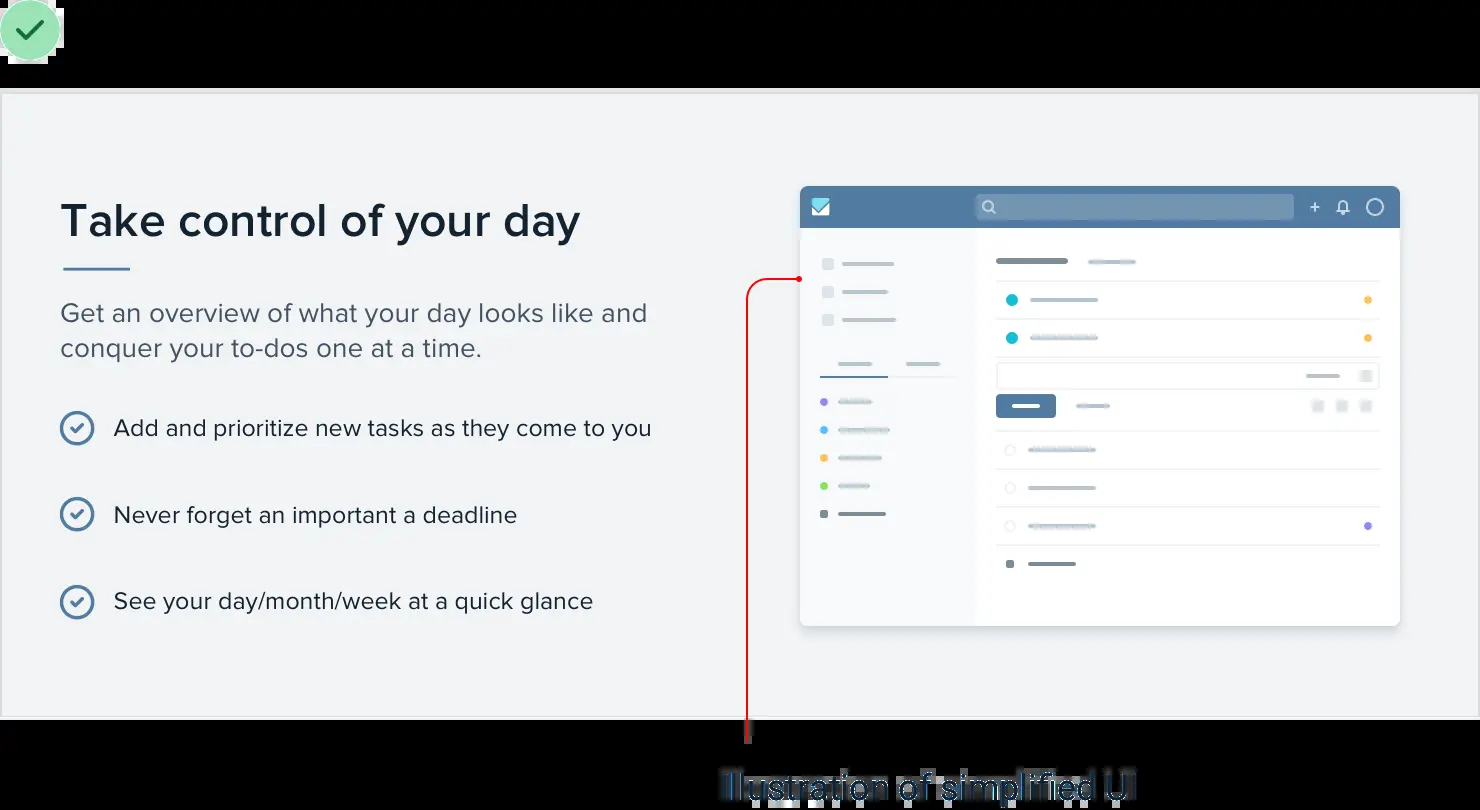 Take control of your day
Get an overview of what your day looks like and
conquer your to-dos one at a time.
Add and prioritize new tasks as they come to you
Never forget an important a deadline
See your day/month/week at a quick glance
Illustration of simplified UI